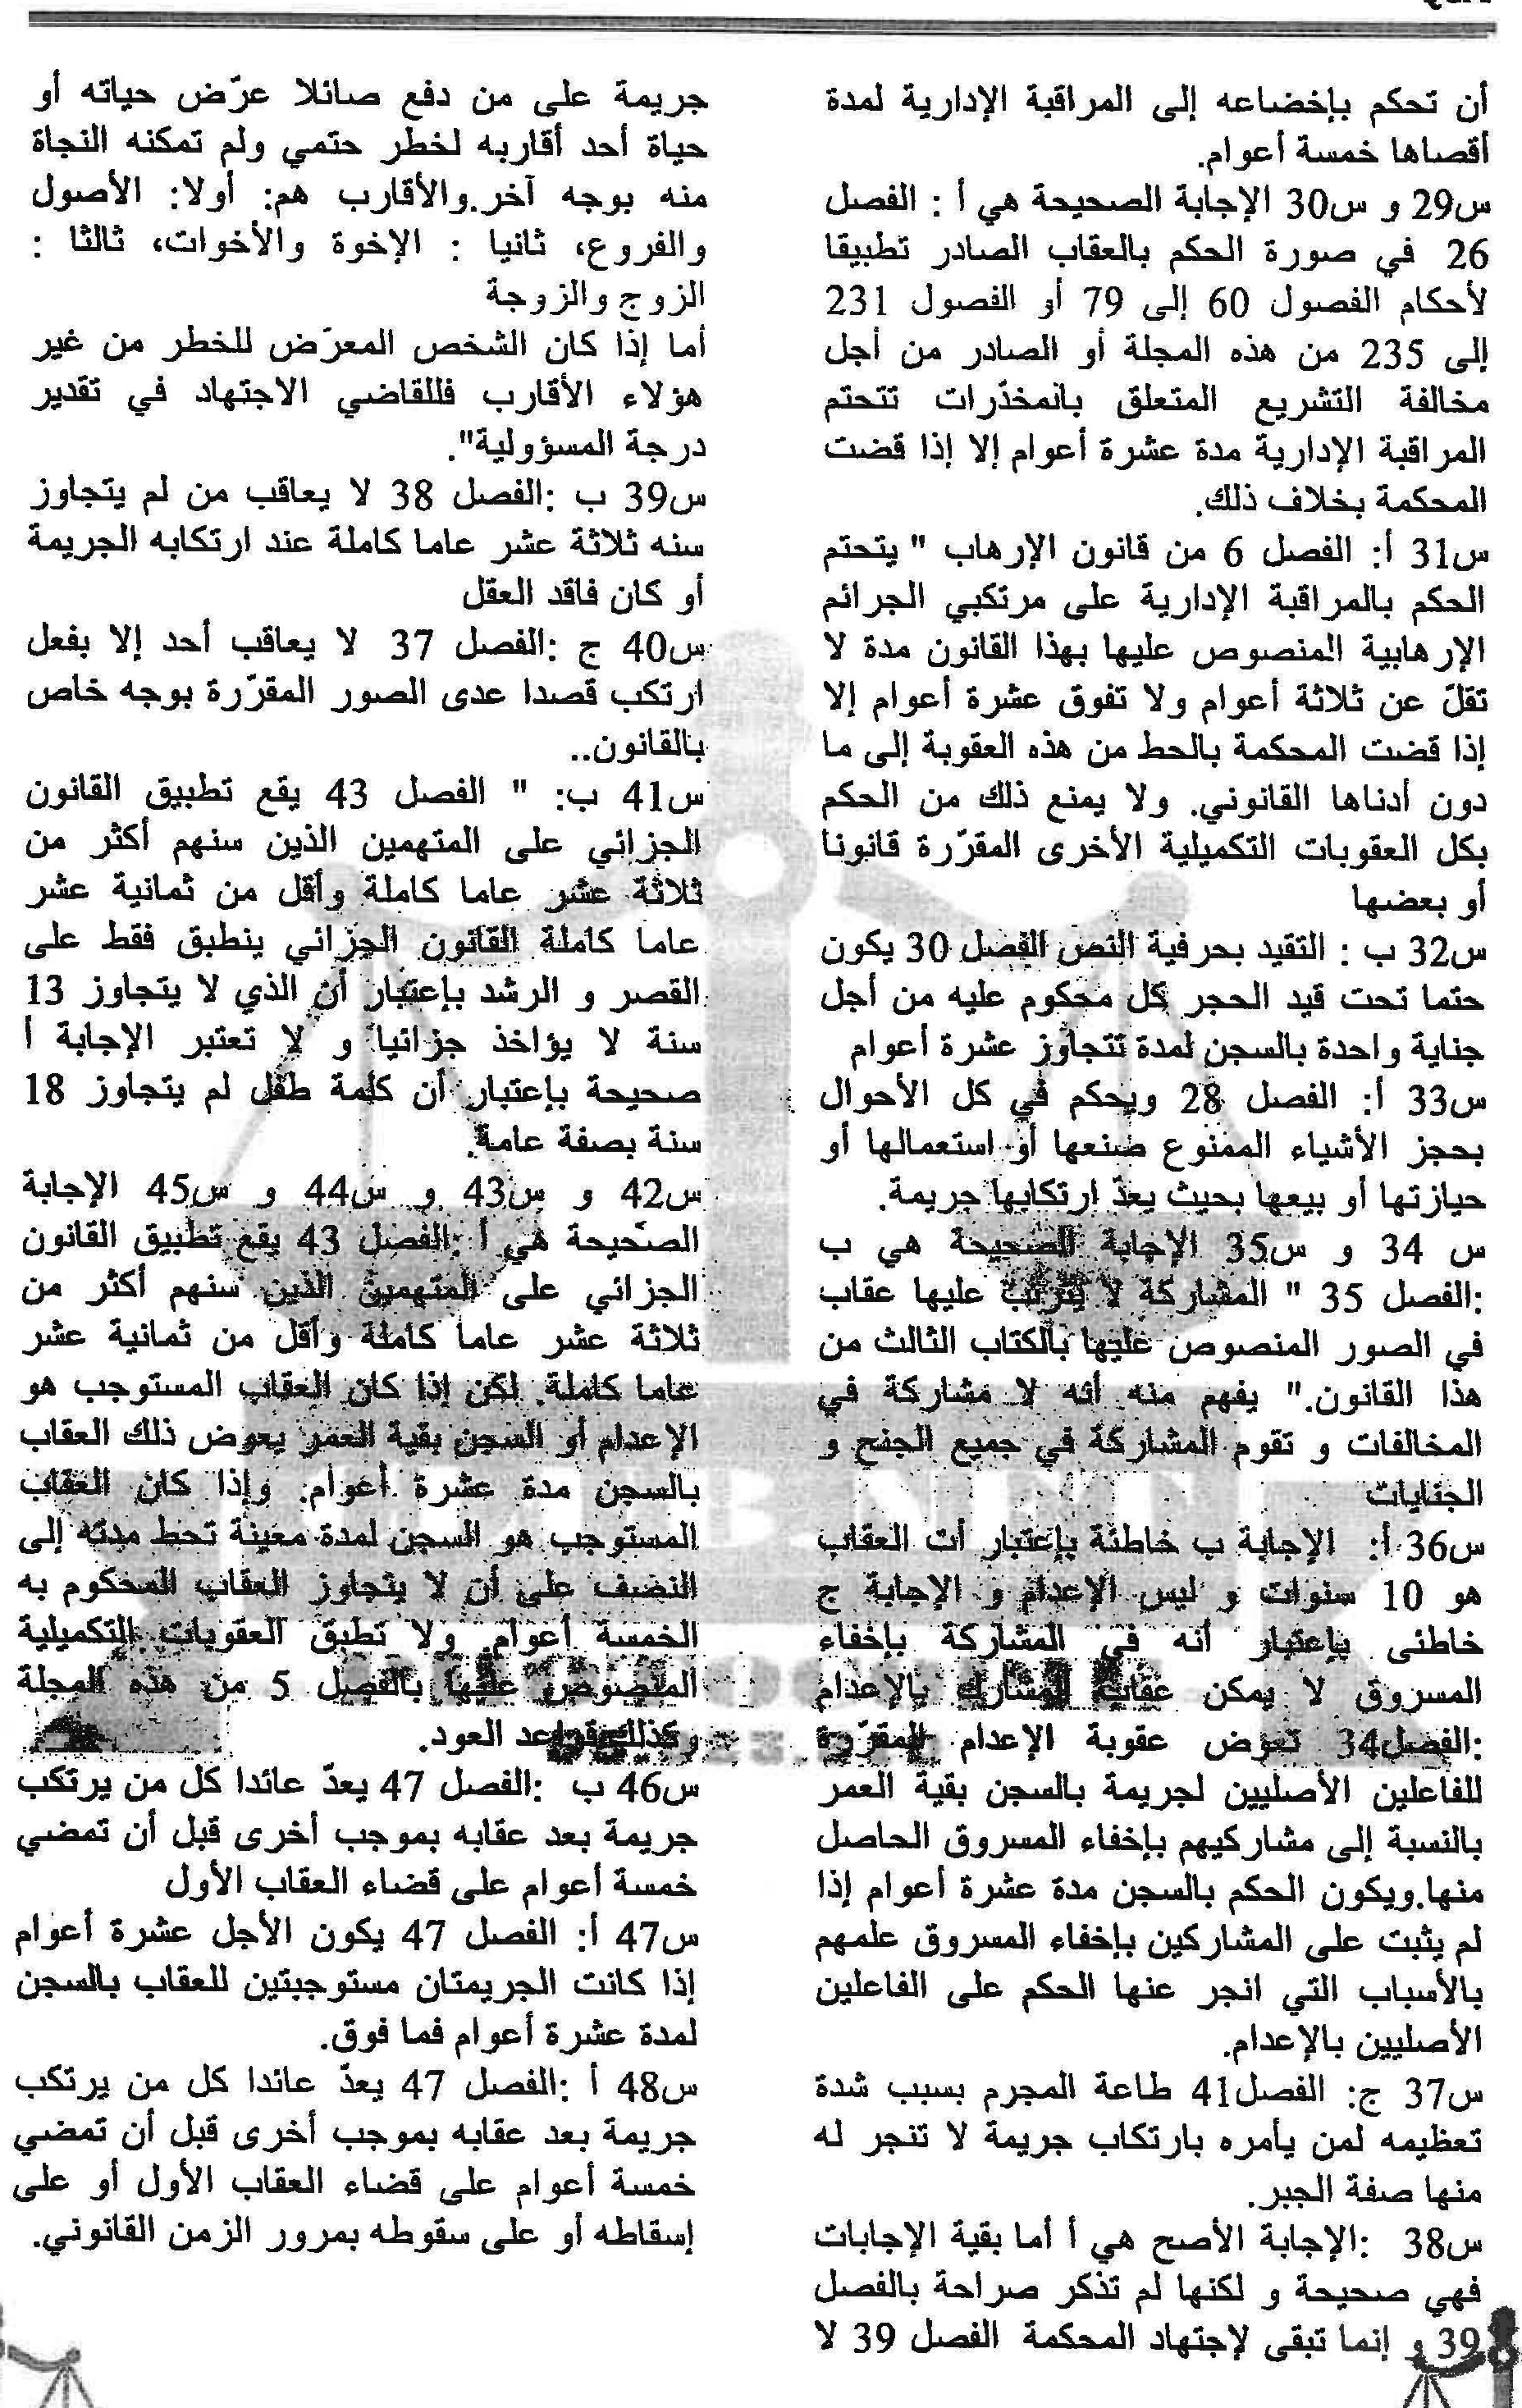 أن تحكم بإخضاعه إلى المراقبة الإدارية لمدة
أقصاها خمسة أعوام.
س29 و س30 الإجابة الصحيحة هي أ : الفصل
26 في صورة الحكم بالعقاب الصادر تطبيقا
لأحكام الفصول 60 إلى 79 أو الفصول 231
إلى 235 من هذه المجلة أو الصادر من أجل
مخالفة التشريع المتعلق بالمخدّرات تتحتم
المراقبة الإدارية مدة عشرة أعوام إلا إذا قضت
المحكمة بخلاف ذلك.
س31 أ: الفصل 6 من قانون الإرهاب " يتحتم
الحكم بالمراقبة الإدارية على مرتكبي الجرائم
الإرهابية المنصوص عليها بهذا القانون مدة لا
تقلّ عن ثلاثة أعوام ولا تفوق عشرة أعوام إلا
إذا قضت المحكمة بالحط من هذه العقوبة إلى ما
دون أدناها القانوني. ولا يمنع ذلك من الحكم
بكل العقوبات التكميلية الأخرى المقرّرة قانونا
أو بعضها
س32 ب : التقيد بحرفية النص الفصل 30 يكون
حتما تحت قيد الحجر كل محكوم عليه من أجل
جناية واحدة بالسجن لمدة تتجاوز عشرة أعوام
س33 أ: الفصل 28 ويحكم في كل الأحوال
بحجز الأشياء الممنوع صنعها أو استعمالها أو
حيازتها أو بيعها بحيث يعدّ ارتكابها جريمة.
س 34 و س35 الإجابة الصحيحة هي ب
:الفصل 35 " المشاركة لا يترتب عليها عقاب
في الصور المنصوص عليها بالكتاب الثالث من
هذا القانون." يفهم منه أنه لا مشاركة في
المخالفات و تقوم المشاركة في جميع الجنح و
الجنايات
س36 أ: الإجابة ب خاطئة بإعتبار أت العقاب
هو 10 سنوات و ليس الإعدام و الإجابة ج
خاطئى بإعتبار أنه في المشاركة بإخفاء
المسروق لا يمكن عقاب المشارك بالإعدام
:الفصل34 تعوض عقوبة الإعدام المقرّرة
للفاعلين الأصليين لجريمة بالسجن بقية العمر
بالنسبة إلى مشاركيهم بإخفاء المسروق الحاصل
منها.ويكون الحكم بالسجن مدة عشرة أعوام إذا
لم يثبت على المشاركين بإخفاء المسروق علمهم
بالأسباب التي انجر عنها الحكم على الفاعلين
الأصليين بالإعدام.
س37 ج: الفصل41 طاعة المجرم بسبب شدة
تعظيمه لمن يأمره بارتكاب جريمة لا تنجر له
منها صفة الجبر.
س38 :الإجابة الأصح هي أ أما بقية الإجابات
فهي صحيحة و لكنها لم تذكر صراحة بالفصل
39 و إنما تبقى لإجتهاد المحكمة الفصل 39 لا
جريمة على من دفع صائلا عرّض حياته أو
حياة أحد أقاربه لخطر حتمي ولم تمكنه النجاة
منه بوجه آخر.والأقارب هم: أولا: الأصول
والفروع، ثانيا : الإخوة والأخوات، ثالثا :
الزوج والزوجة
أما إذا كان الشخص المعرّض للخطر من غير
هؤلاء الأقارب فللقاضي الاجتهاد في تقدير
درجة المسؤولية".
س39 ب :الفصل 38 لا يعاقب من لم يتجاوز
سنه ثلاثة عشر عاما كاملة عند ارتكابه الجريمة
أو كان فاقد العقل
س40 ج :الفصل 37 لا يعاقب أحد إلا بفعل
ارتكب قصدا عدى الصور المقرّرة بوجه خاص
بالقانون..
س41 ب: " الفصل 43 يقع تطبيق القانون
الجزائي على المتهمين الذين سنهم أكثر من
ثلاثة عشر عاما كاملة وأقل من ثمانية عشر
عاما كاملة القانون الجزائي ينطبق فقط على
القصر و الرشد بإعتبار أن الذي لا يتجاوز 13
سنة لا يؤاخذ جزائيا و لا تعتبر الإجابة أ
صحيحة بإعتبار أن كلمة طفل لم يتجاوز 18
سنة بصفة عامة.
س42 و س43 و س44 و س45 الإجابة
الصّحيحة هي أ :الفصل 43 يقع تطبيق القانون
الجزائي على المتهمين الذين سنهم أكثر من
ثلاثة عشر عاما كاملة وأقل من ثمانية عشر
عاما كاملة. لكن إذا كان العقاب المستوجب هو
الإعدام أو السجن بقية العمر يعوض ذلك العقاب
بالسجن مدة عشرة أعوام. وإذا كان العقاب
المستوجب هو السجن لمدة معينة تحط مدته إلى
النصف على أن لا يتجاوز العقاب المحكوم به
الخمسة أعوام. ولا تطبق العقوبات التكميلية
المنصوص عليها بالفصل 5 من هذه المجلة
وكذلك قواعد العود.
س46 ب :الفصل 47 يعدّ عائدا كل من يرتكب
جريمة بعد عقابه بموجب أخرى قبل أن تمضي
خمسة أعوام على قضاء العقاب الأول
س47 أ: الفصل 47 يكون الأجل عشرة أعوام
إذا كانت الجريمتان مستوجبتين للعقاب بالسجن
لمدة عشرة أعوام فما فوق.
س48 أ :الفصل 47 يعدّ عائدا كل من يرتكب
جريمة بعد عقابه بموجب أخرى قبل أن تمضي
خمسة أعوام على قضاء العقاب الأول أو على
إسقاطه أو على سقوطه بمرور الزمن القانوني.